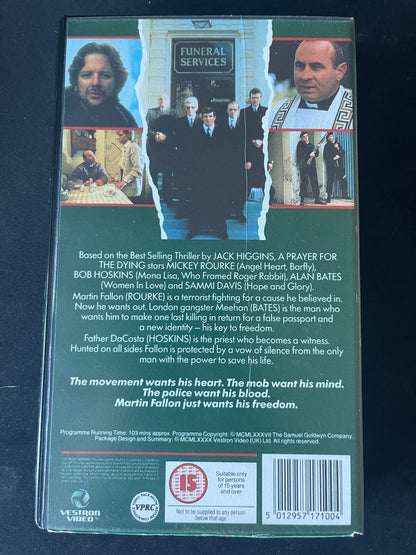 FUNERAL
SERVICES
Based on the Best Selling Thriller by JACK HIGGINS, A PRAYER FOR
THE DYING stars MICKEY ROURKE (Angel Heart, Barfly),
BOB HOSKINS (Mona Lisa, Who Framed Roger Rabbit), ALAN BATES
(Women in Love) and SAMMI DAVIS (Hope and Glory).
Martin Fallon (ROURKE) is a terrorist fighting for a cause he believed in.
Now he wants out. London gangster Meehan (BATES) is the man who
wants him to make one last killing in return for a false passport and
a new identity – his key to freedom.
Father DaCosta (HOSKINS) is the priest who becomes a witness.
Hunted on all sides Fallon is protected by a vow of silence from the only
man with the power to save his life.
The movement wants his heart. The mob want his mind.
The police want his blood.
Martin Fallon just wants his freedom.
Programme Running Time: 103 mins approx. Programme Copyright: © MCMLXXXVII The Samuel Goldwyn Company.
Package Design and Summary: © MCMLXXXX Vestron Video (UK) Ltd. All rights reserved.
VESTRON
VIDEO
VPRC
15
Suitable only
for persons
of 15 years
and over
Not to be supplied to any person
below that age
5 012957 171004